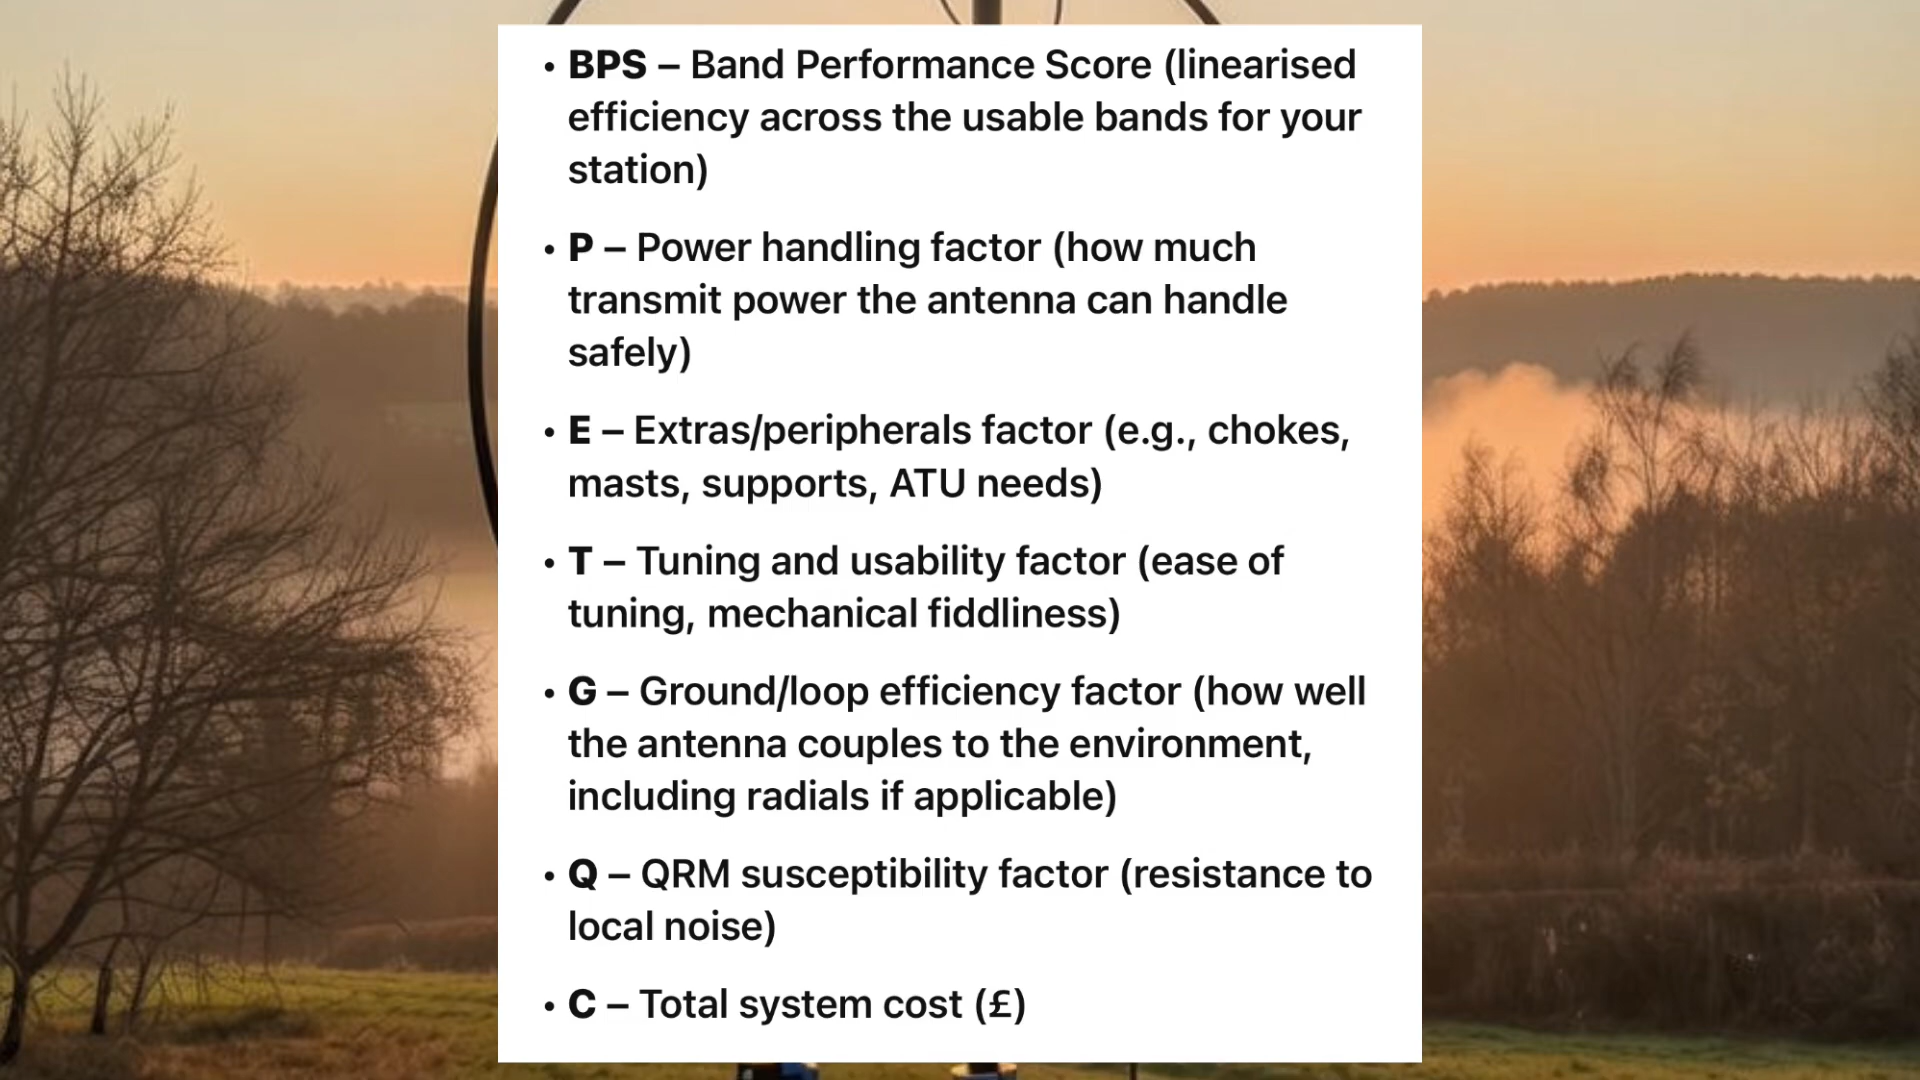 • BPS – Band Performance Score (linearised
efficiency across the usable bands for your
station)
• P – Power handling factor (how much
transmit power the antenna can handle
safely)
• E – Extras/peripherals factor (e.g., chokes,
masts, supports, ATU needs)
• T – Tuning and usability factor (ease of
tuning, mechanical fiddliness)
• G – Ground/loop efficiency factor (how well
the antenna couples to the environment,
including radials if applicable)
• Q – QRM susceptibility factor (resistance to
local noise)
• C – Total system cost (£)